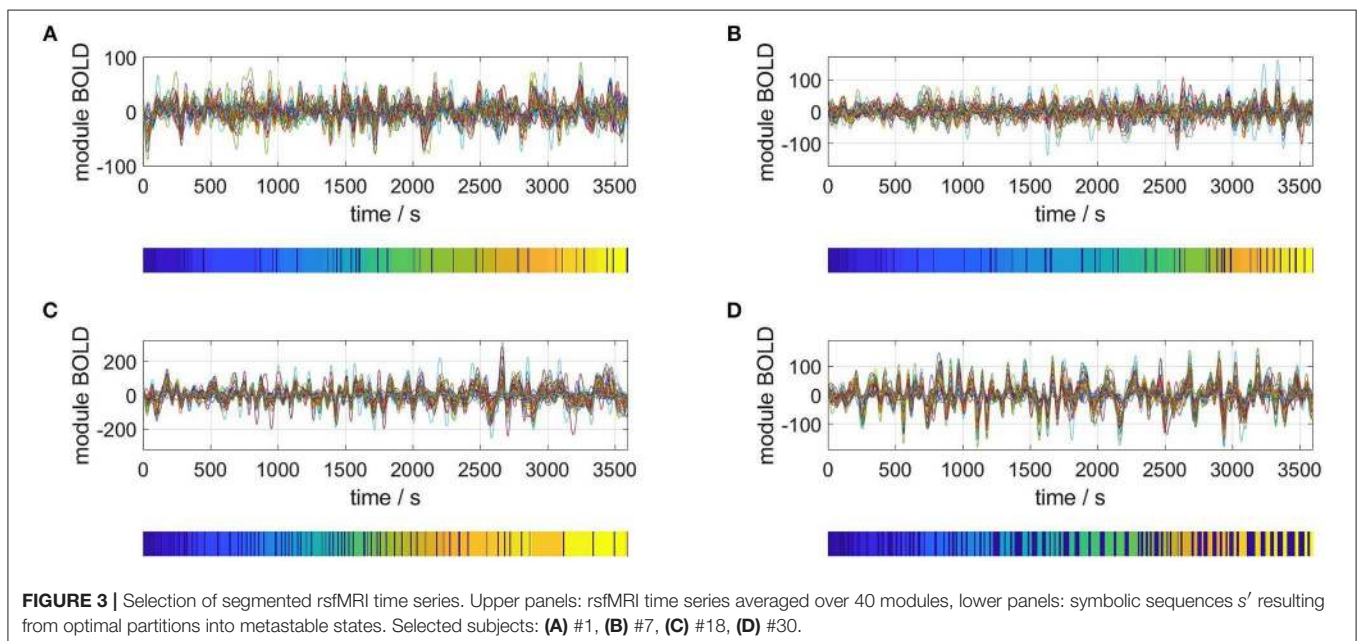 A
module BOLD
100
0
-100
0 500 1000 1500 2000 2500 3000 3500
time / s
B
module BOLD
100
0
-100
0 500 1000 1500 2000 2500 3000 3500
time / s
C
module BOLD
200
0
-200
0 500 1000 1500 2000 2500 3000 3500
time / s
D
module BOLD
100
0
-100
0 500 1000 1500 2000 2500 3000 3500
time / s
FIGURE 3 | Selection of segmented rsfMRI time series. Upper panels: rsfMRI time series averaged over 40 modules, lower panels: symbolic sequences s′ resulting
from optimal partitions into metastable states. Selected subjects: (A) #1, (B) #7, (C) #18, (D) #30.